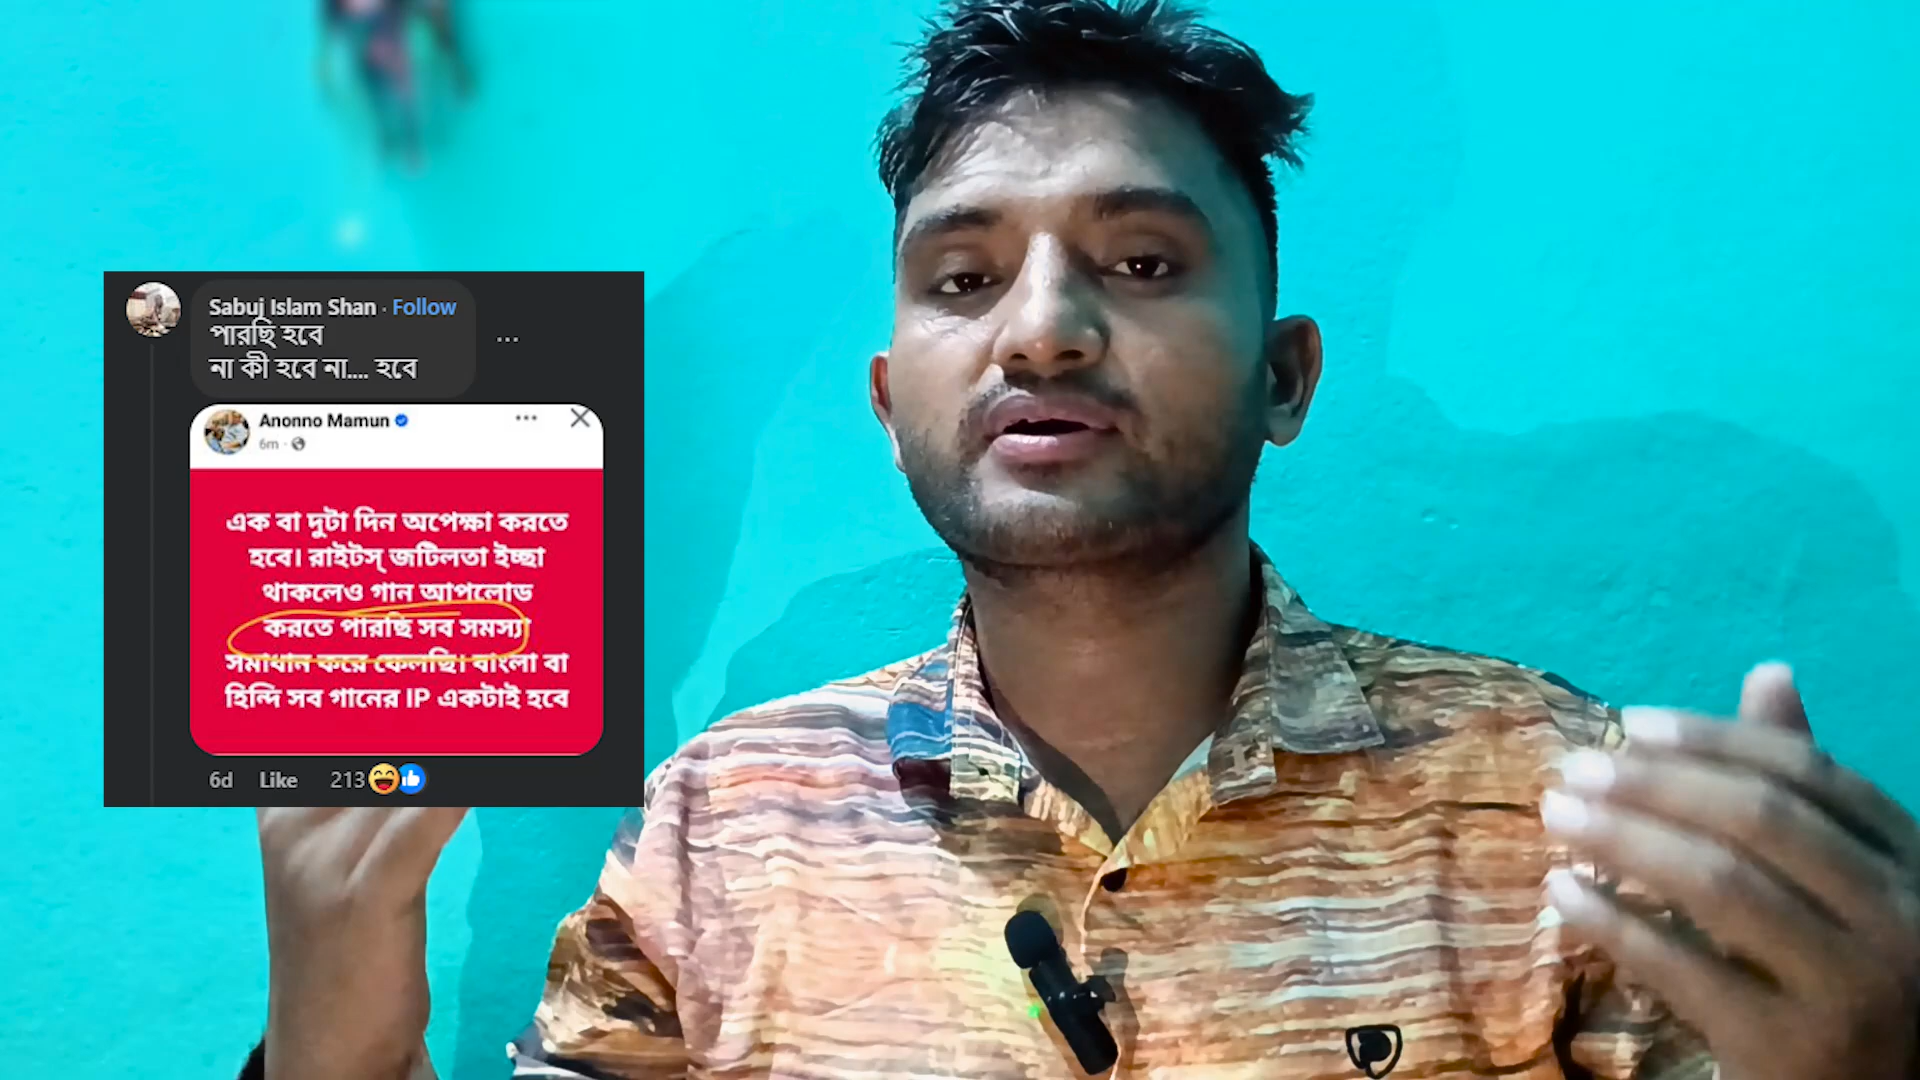 Sabuj Islam Shan · Follow
পারছি হবে
না কী হবে না.... হবে
Anonno Mamun
6m ·
এক বা দুটা দিন অপেক্ষা করতে
হবে। রাইটস্ জটিলতা ইচ্ছা
থাকলেও গান আপলোড
করতে পারছি সব সমস্যা
সমাধান করে ফেলছি। বাংলা বা
হিন্দি সব গানের IP একটাই হবে
6d Like 213